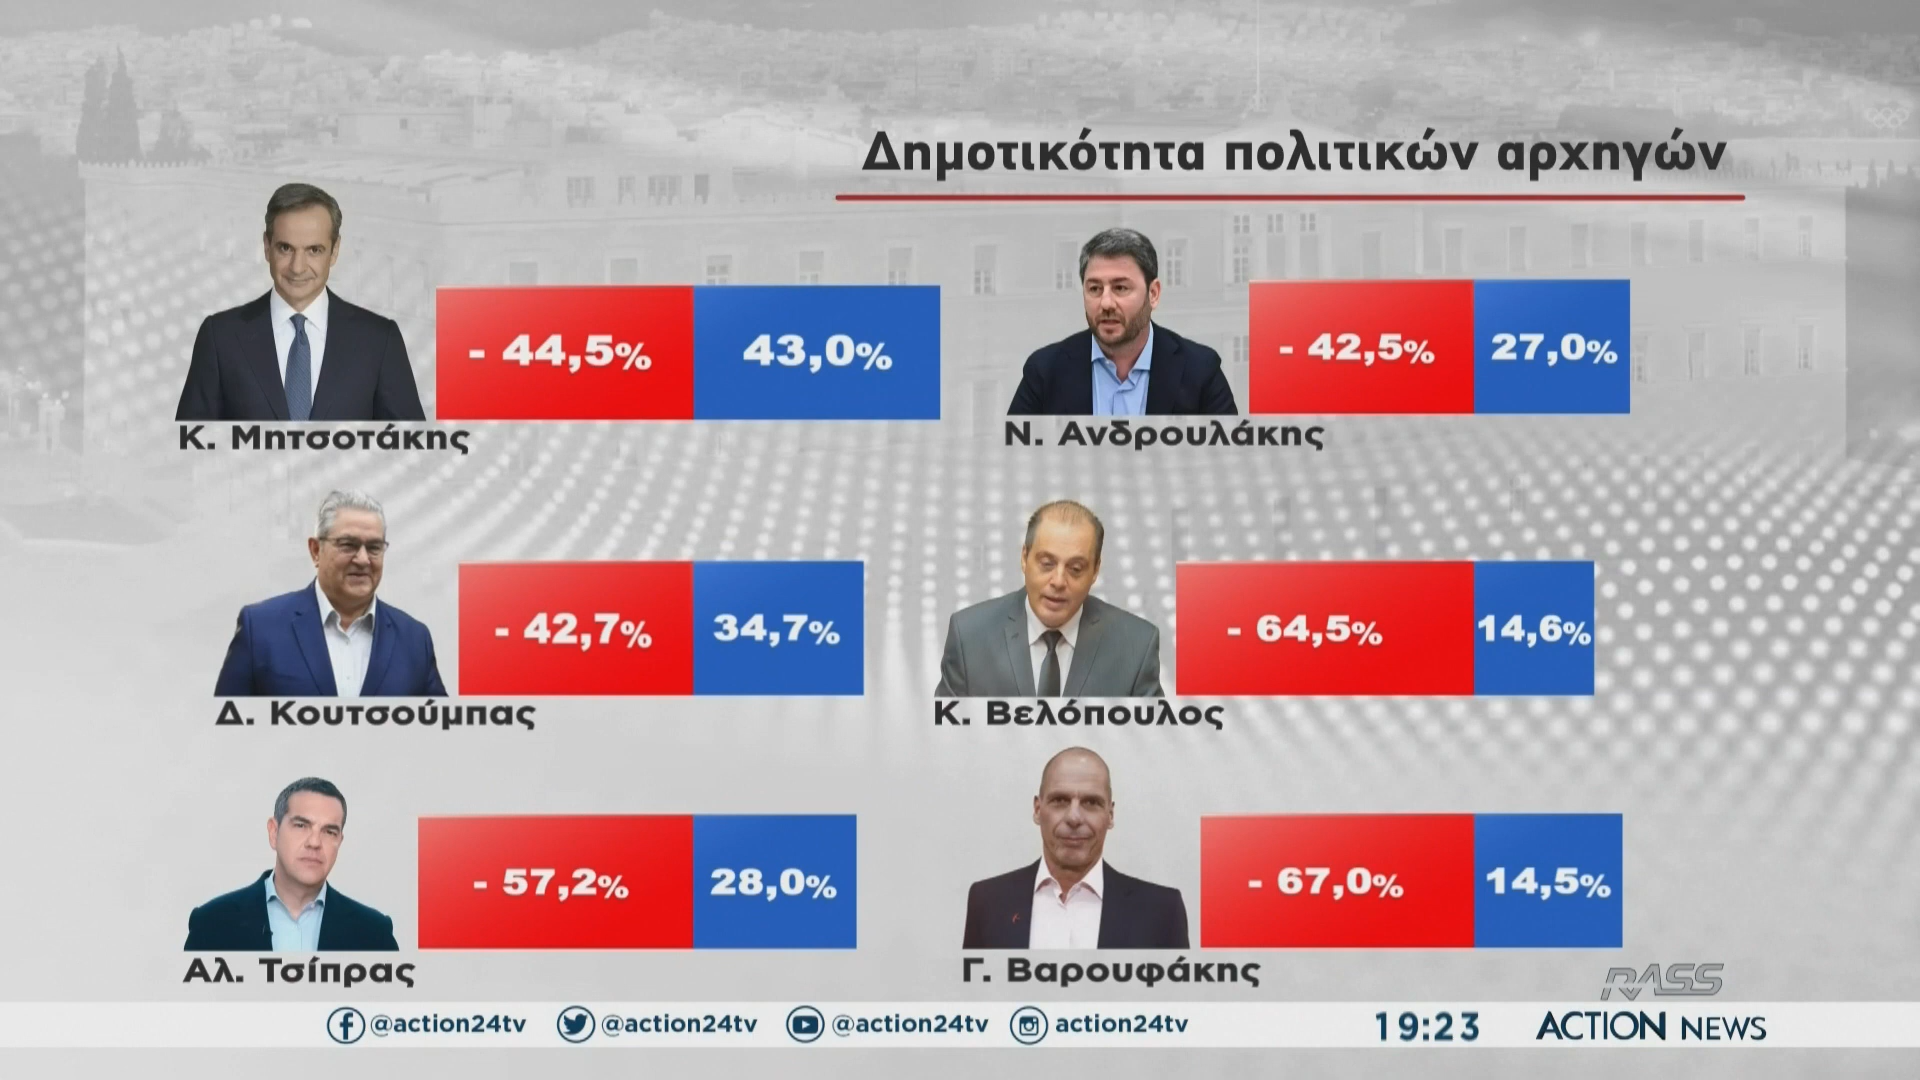 Δημοτικότητα πολιτικών αρχηγών
- 44,5% 43,0%
Κ. Μητσοτάκης
- 42,5% 27,0%
Ν. Ανδρουλάκης
- 42,7% 34,7%
Δ. Κουτσούμπας
- 64,5% 14,6%
Κ. Βελόπουλος
- 57,2% 28,0%
Αλ. Τσίπρας
- 67,0% 14,5%
Γ. Βαρουφάκης
RASS
@action24tv @action24tv @action24tv action24tv 19:23 ACTION NEWS